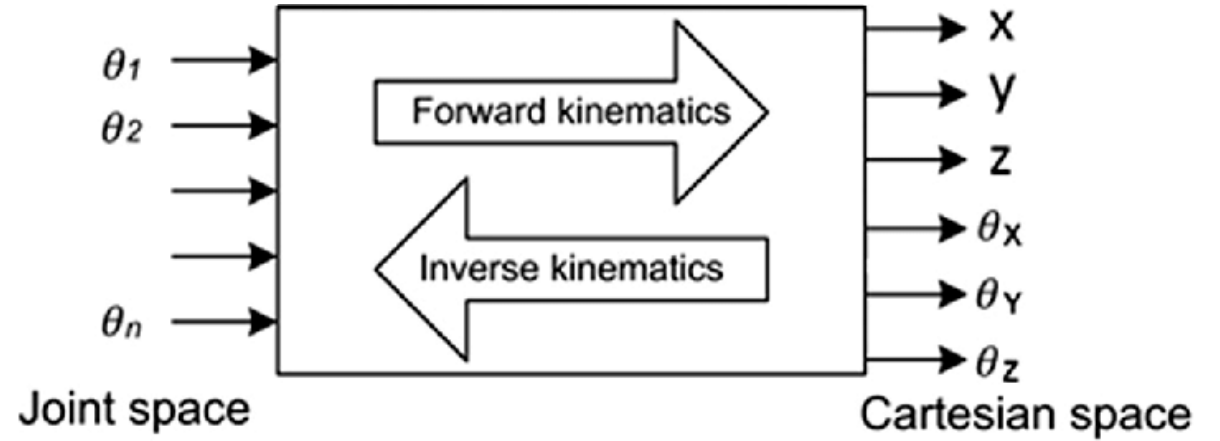 θ1
θ2
θn
Joint space
Forward kinematics
Inverse kinematics
X
y
Z
θX
θY
θZ
Cartesian space